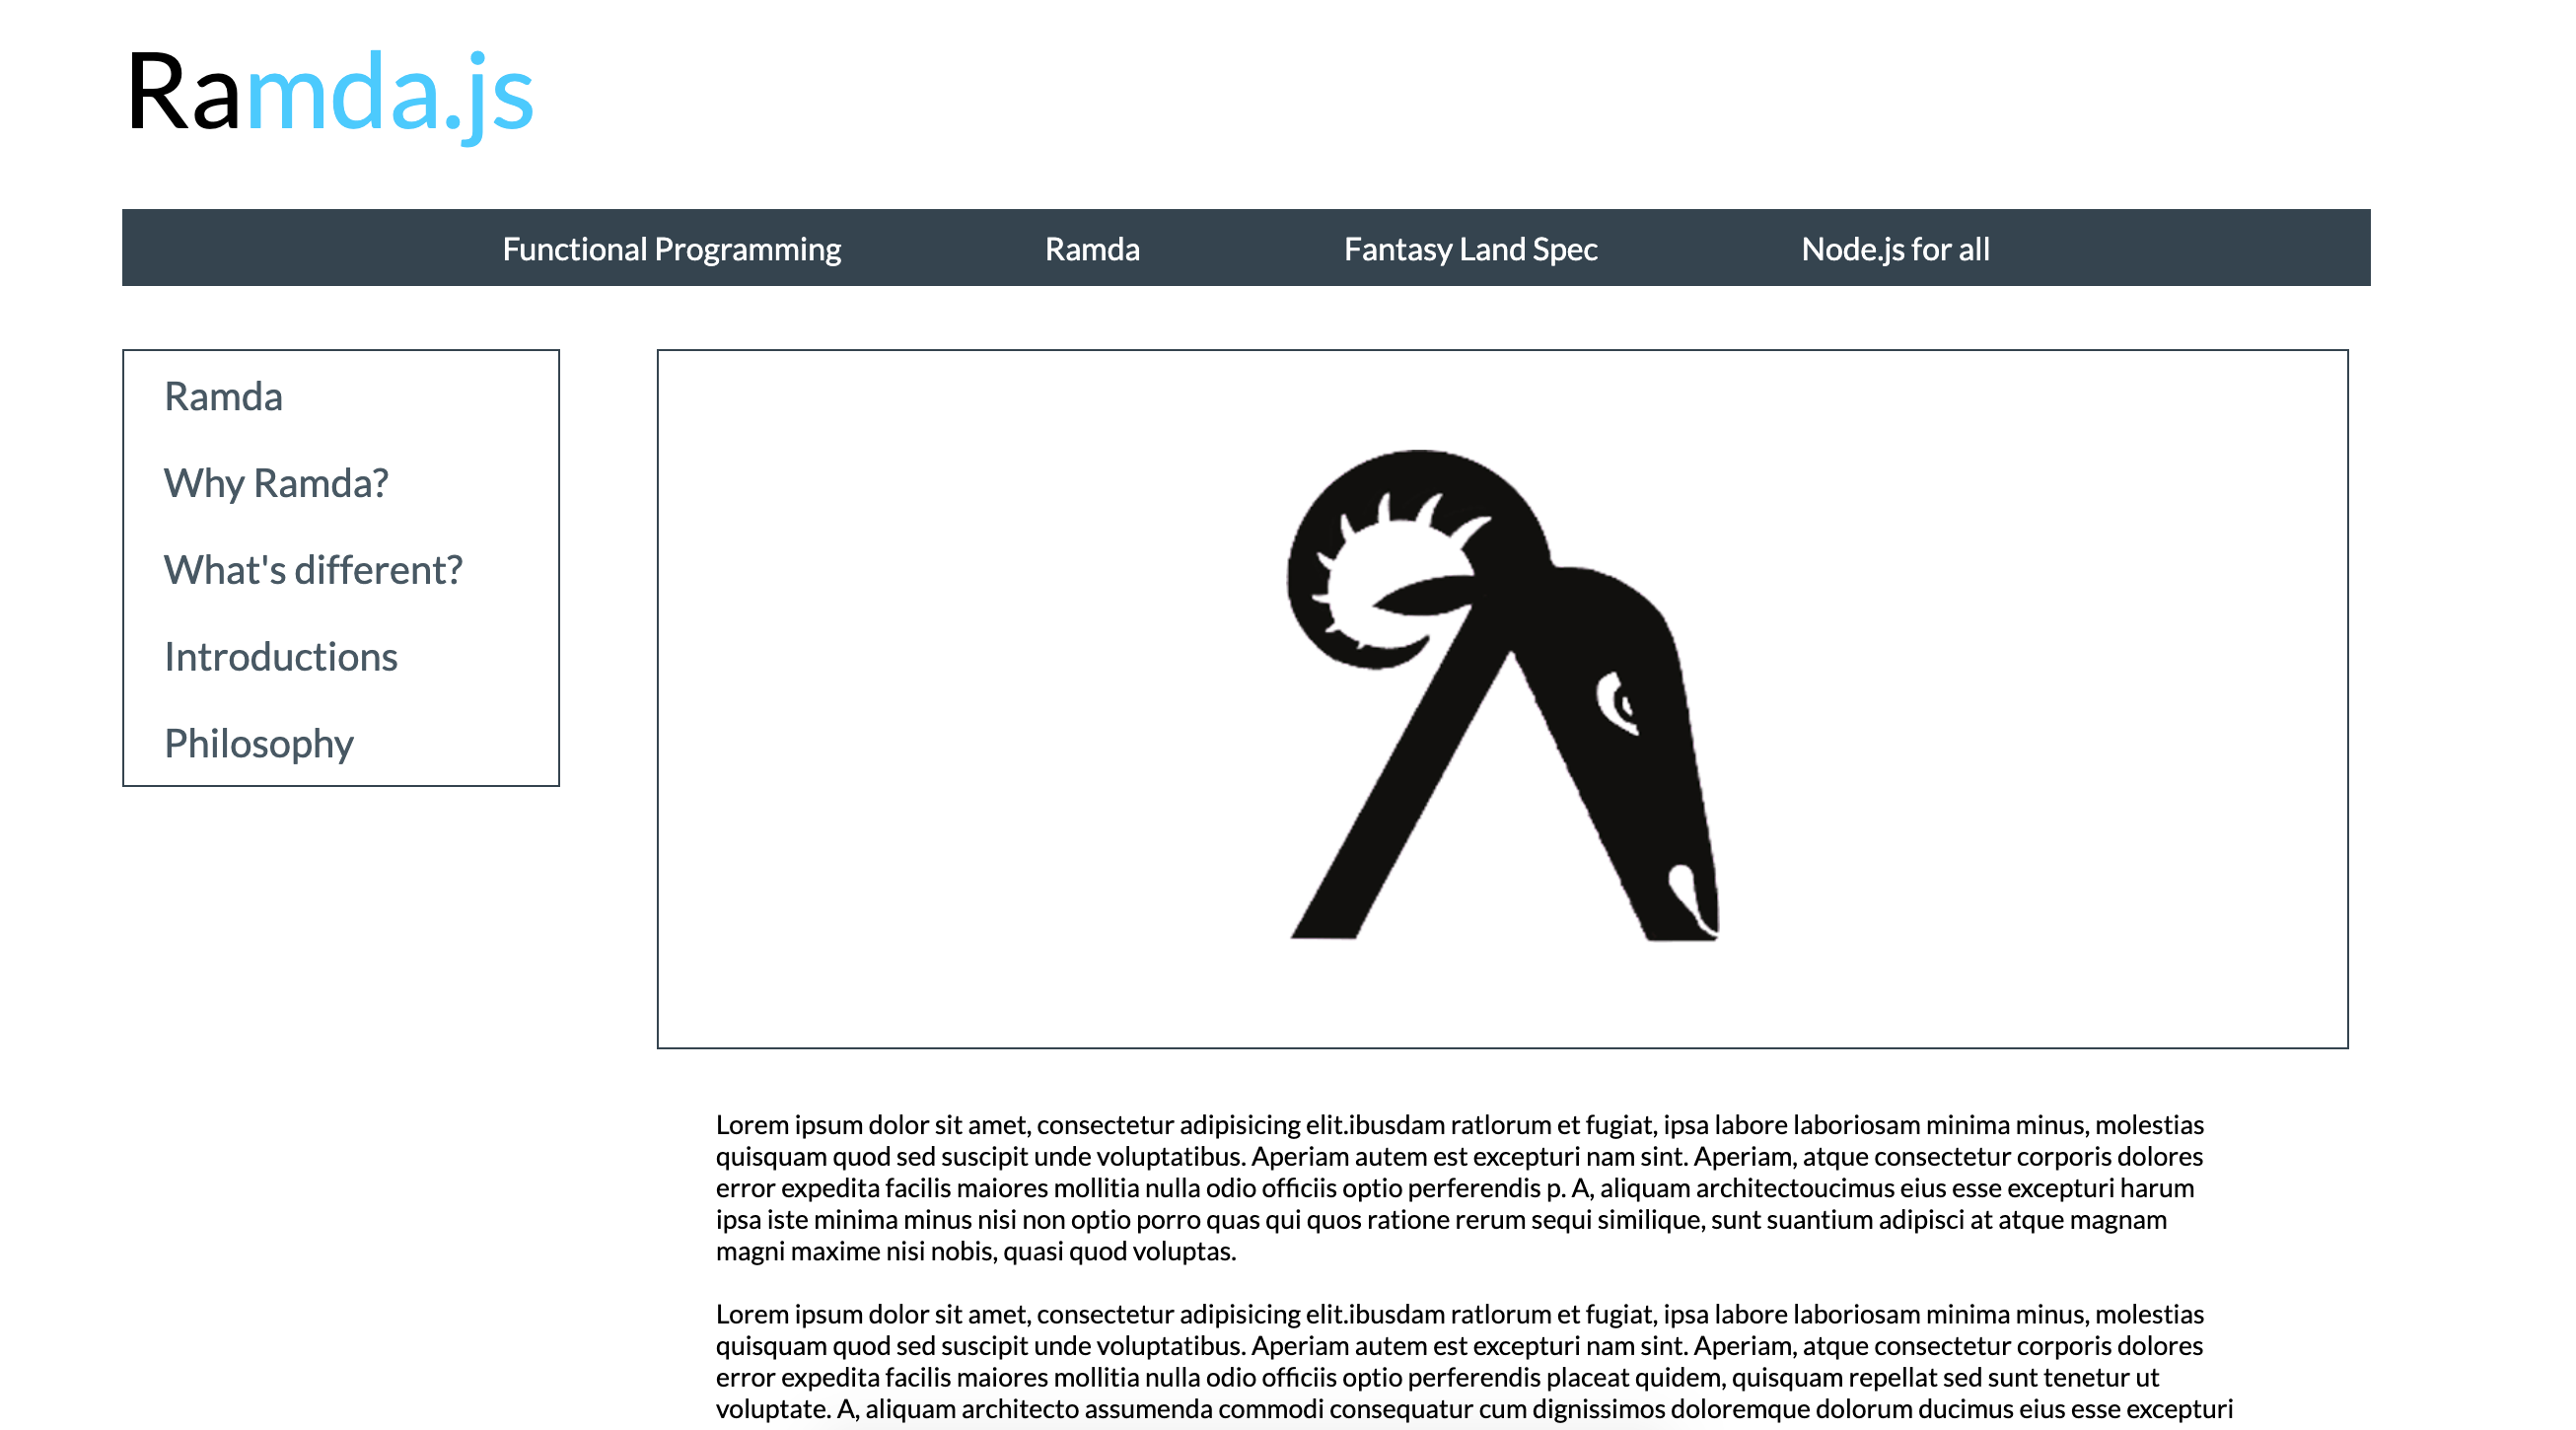 Ramda.js
Functional Programming Ramda Fantasy Land Spec Node.js for all
Ramda
Why Ramda?
What's different?
Introductions
Philosophy
Lorem ipsum dolor sit amet, consectetur adipisicing elit.ibusdam ratlorum et fugiat, ipsa labore laboriosam minima minus, molestias
quisquam quod sed suscipit unde voluptatibus. Aperiam autem est excepturi nam sint. Aperiam, atque consectetur corporis dolores
error expedita facilis maiores mollitia nulla odio officiis optio perferendis p. A, aliquam architectoucimus eius esse excepturi harum
ipsa iste minima minus nisi non optio porro quas qui quos ratione rerum sequi similique, sunt suantium adipisci at atque magnam
magni maxime nisi nobis, quasi quod voluptas.
Lorem ipsum dolor sit amet, consectetur adipisicing elit.ibusdam ratlorum et fugiat, ipsa labore laboriosam minima minus, molestias
quisquam quod sed suscipit unde voluptatibus. Aperiam autem est excepturi nam sint. Aperiam, atque consectetur corporis dolores
error expedita facilis maiores mollitia nulla odio officiis optio perferendis placeat quidem, quisquam repellat sed sunt tenetur ut
voluptate. A, aliquam architecto assumenda commodi consequatur cum dignissimos doloremque dolorum ducimus eius esse excepturi